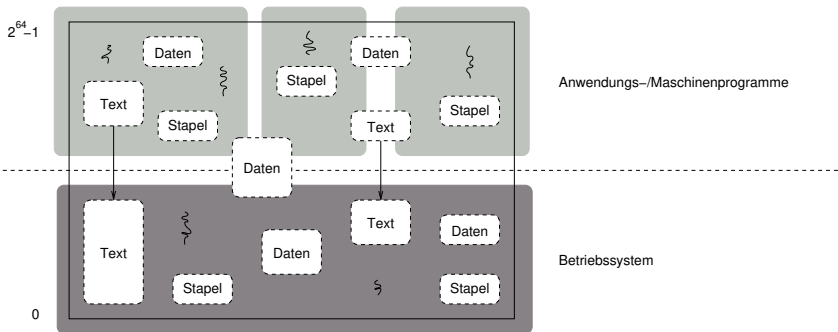 2^64−1
Daten
Daten
Stapel
Anwendungs−/Maschinenprogramme
Text
Stapel
Stapel
Text
Daten
Text
Daten
Text
Daten
Betriebssystem
Stapel
Stapel
0